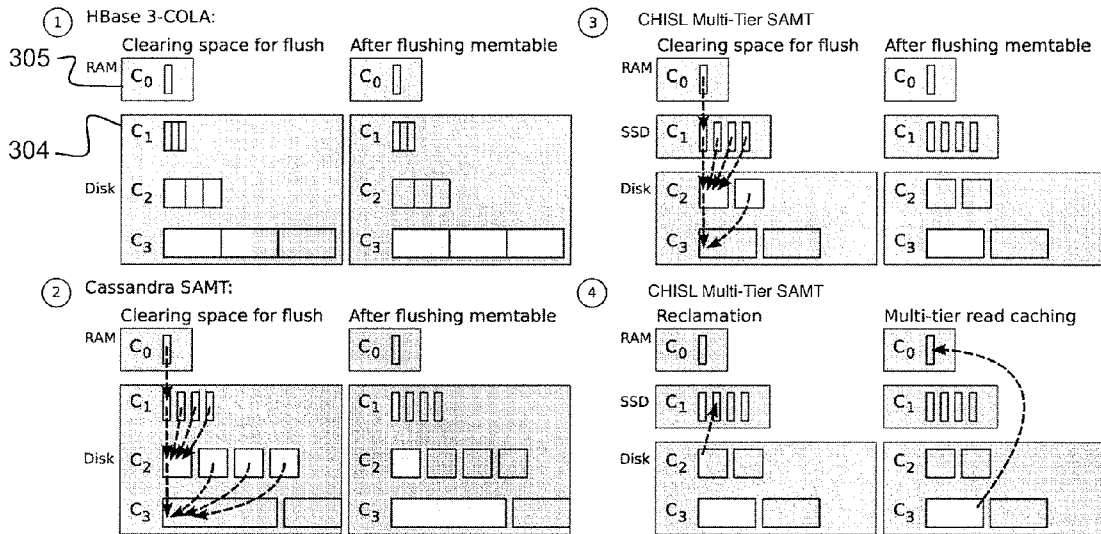 1 HBase 3-COLA:
Clearing space for flush After flushing memtable
305 RAM C0 C0
304 C1 C1
Disk C2 C2
C3 C3
2 Cassandra SAMT:
Clearing space for flush After flushing memtable
RAM C0 C0
C1 C1
Disk C2 C2
C3 C3
3 CHISL Multi-Tier SAMT
Clearing space for flush After flushing memtable
RAM C0 C0
SSD C1 C1
Disk C2 C2
C3 C3
4 CHISL Multi-Tier SAMT
Reclamation Multi-tier read caching
RAM C0 C0
SSD C1 C1
Disk C2 C2
C3 C3